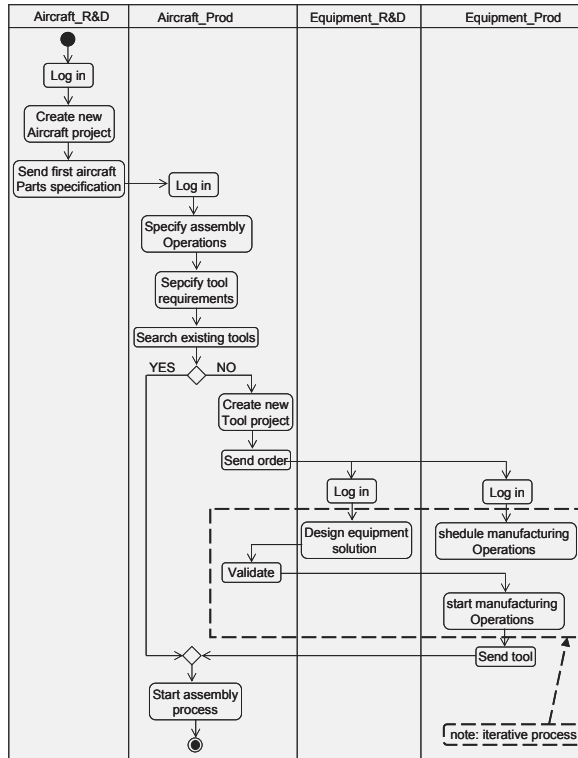 Aircraft_R&D
Aircraft_Prod
Equipment_R&D
Equipment_Prod
Log in
Create new
Aircraft project
Send first aircraft
Parts specification
Log in
Specify assembly
Operations
Sepcify tool
requirements
Search existing tools
YES
NO
Create new
Tool project
Send order
Log in
Log in
Design equipment
solution
shedule manufacturing
Operations
Validate
start manufacturing
Operations
Send tool
Start assembly
process
note: iterative process